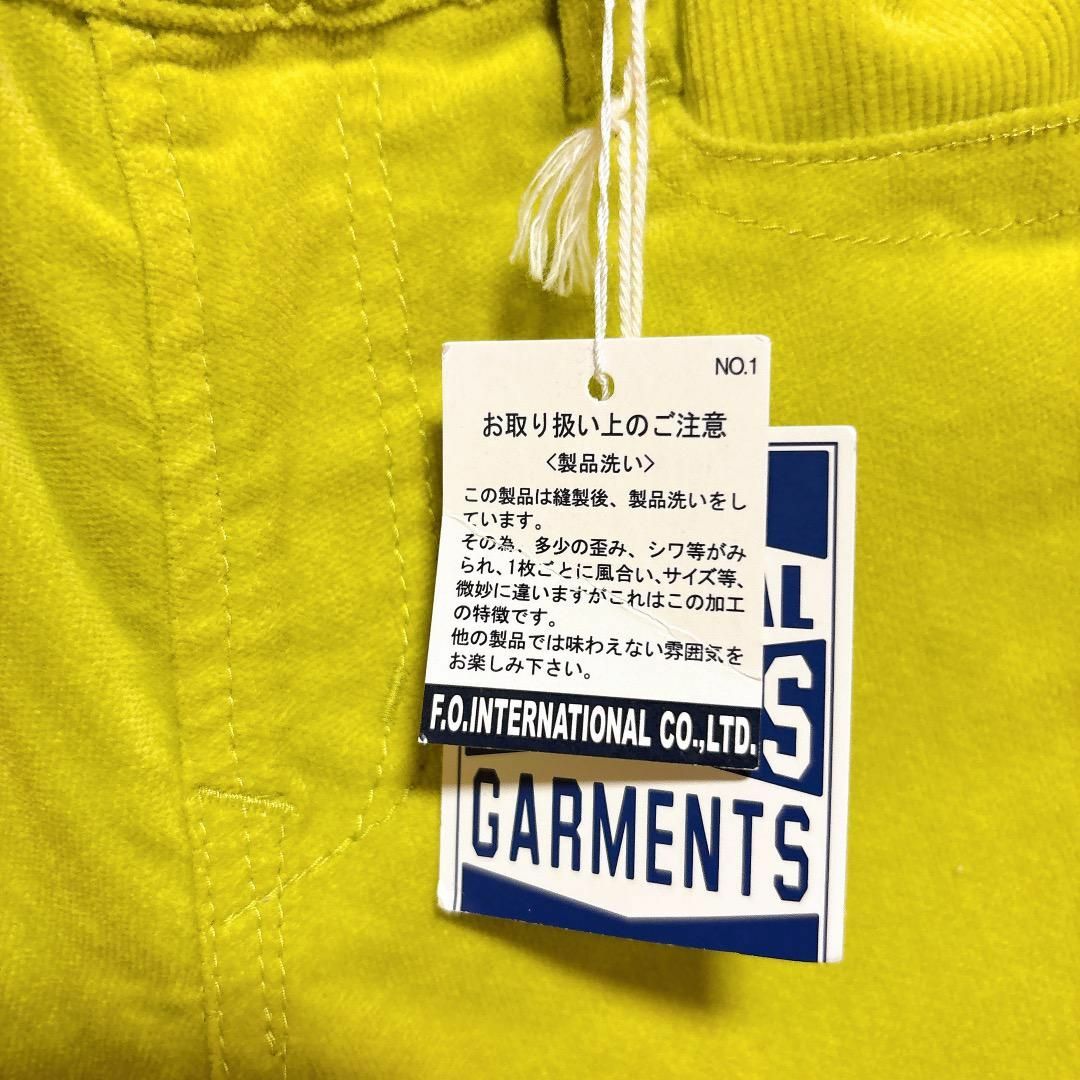 NO.1
お取り扱い上のご注意
〈製品洗い〉
この製品は縫製後、製品洗いをし
ています。
その為、多少の歪み、シワ等がみ
られ、1枚ごとに風合い、サイズ等、
微妙に違いますがこれはこの加工
の特徴です。
他の製品では味わえない雰囲気を
お楽しみ下さい。
F.O.INTERNATIONAL CO.,LTD.
AL
S
GARMENTS